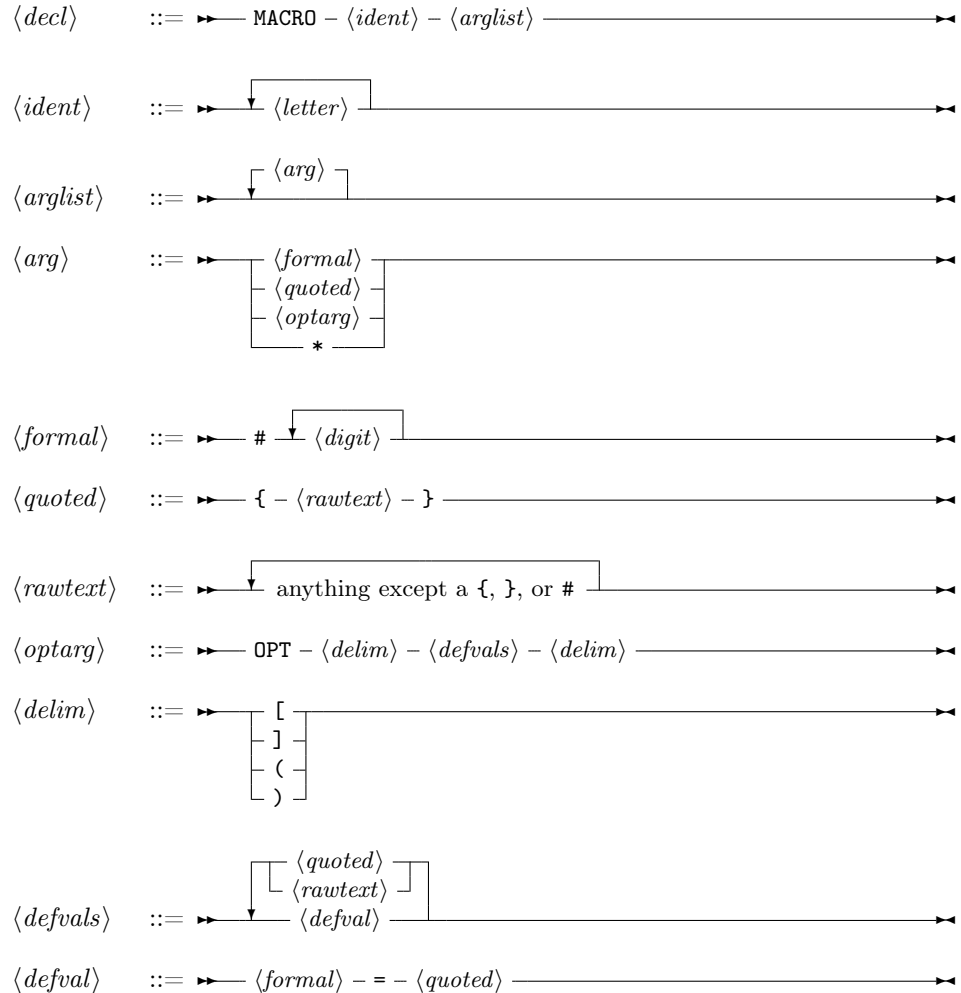 ⟨decl⟩ ::= MACRO – ⟨ident⟩ – ⟨arglist⟩
⟨ident⟩ ::= ⟨letter⟩
⟨arg⟩
⟨arglist⟩ ::=
⟨arg⟩ ::= ⟨formal⟩
⟨quoted⟩
⟨optarg⟩
*
⟨formal⟩ ::= # ⟨digit⟩
⟨quoted⟩ ::= { – ⟨rawtext⟩ – }
⟨rawtext⟩ ::= anything except a {, }, or #
⟨optarg⟩ ::= OPT – ⟨delim⟩ – ⟨defvals⟩ – ⟨delim⟩
⟨delim⟩ ::= [
]
(
)
⟨quoted⟩
⟨rawtext⟩
⟨defvals⟩ ::= ⟨defval⟩
⟨defval⟩ ::= ⟨formal⟩ – = – ⟨quoted⟩